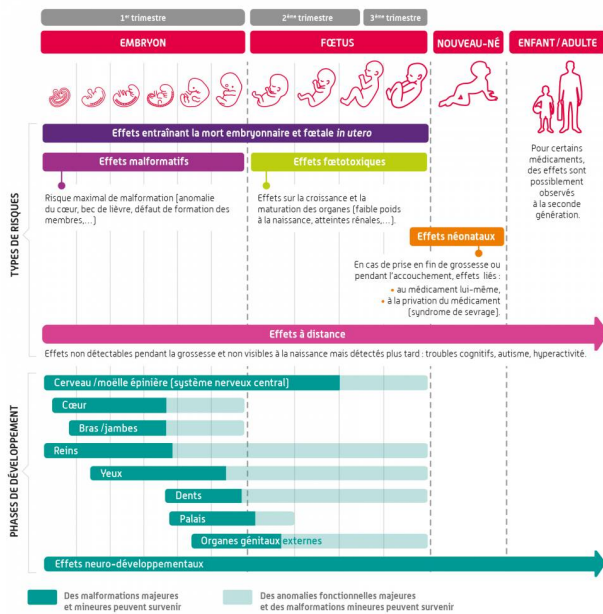 1er trimestre
2ème trimestre
3ème trimestre
EMBRYON
FŒTUS
NOUVEAU-NÉ
ENFANT/ADULTE
TYPES DE RISQUES
Effets entraînant la mort embryonnaire et fœtale in utero
Effets malformatifs
Effets fœtotoxiques
Risque maximal de malformation [anomalie
du cœur, bec de lièvre, défaut de formation des
membres,...].
Effets sur la croissance et la
maturation des organes [faible poids
à la naissance, atteintes rénales,...].
Pour certains
médicaments,
des effets sont
possiblement
observés
à la seconde
génération.
Effets néonataux
En cas de prise en fin de grossesse ou
pendant l'accouchement, effets liés :
• au médicament lui-même,
• à la privation du médicament
[syndrome de sevrage].
Effets à distance
Effets non détectables pendant la grossesse et non visibles à la naissance mais détectés plus tard : troubles cognitifs, autisme, hyperactivité.
PHASES DE DÉVELOPPEMENT
Cerveau/moëlle épinière [système nerveux central]
Cœur
Bras/jambes
Reins
Yeux
Dents
Palais
Organes génitaux externes
Effets neuro-développementaux
Des malformations majeures
et mineures peuvent survenir
Des anomalies fonctionnelles majeures
et des malformations mineures peuvent survenir